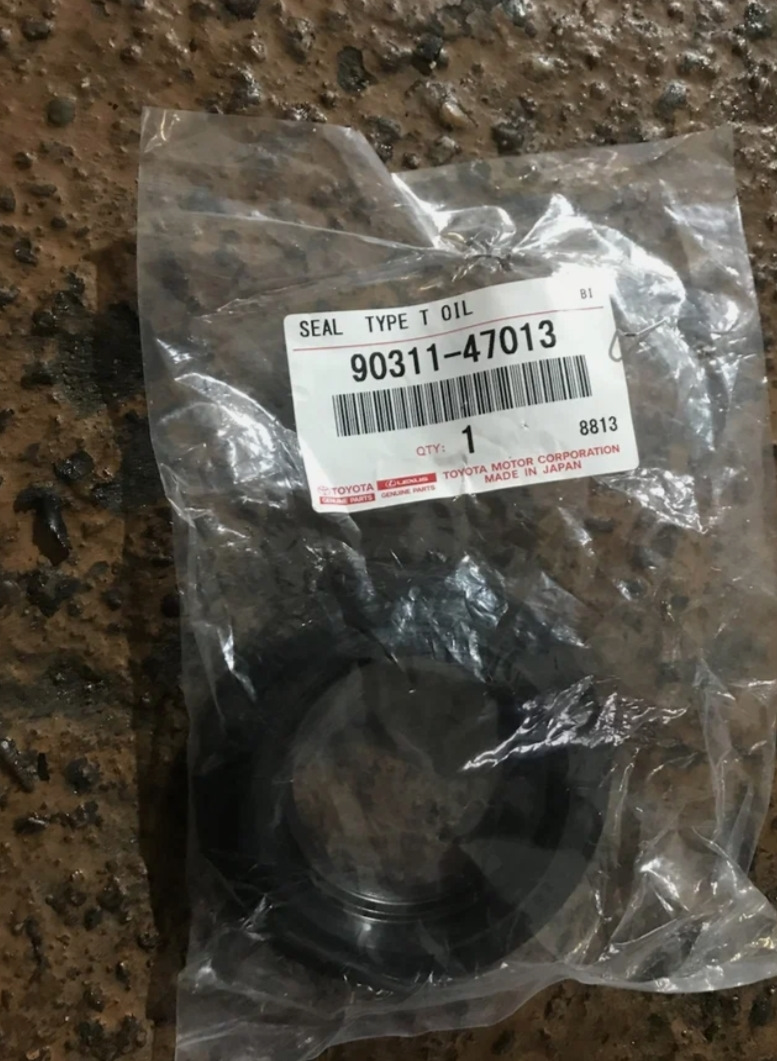 SEAL TYPE T OIL BI
90311-47013
QTY: 1 8813
TOYOTA LEXUS TOYOTA MOTOR CORPORATION
GENUINE PARTS GENUINE PARTS MADE IN JAPAN